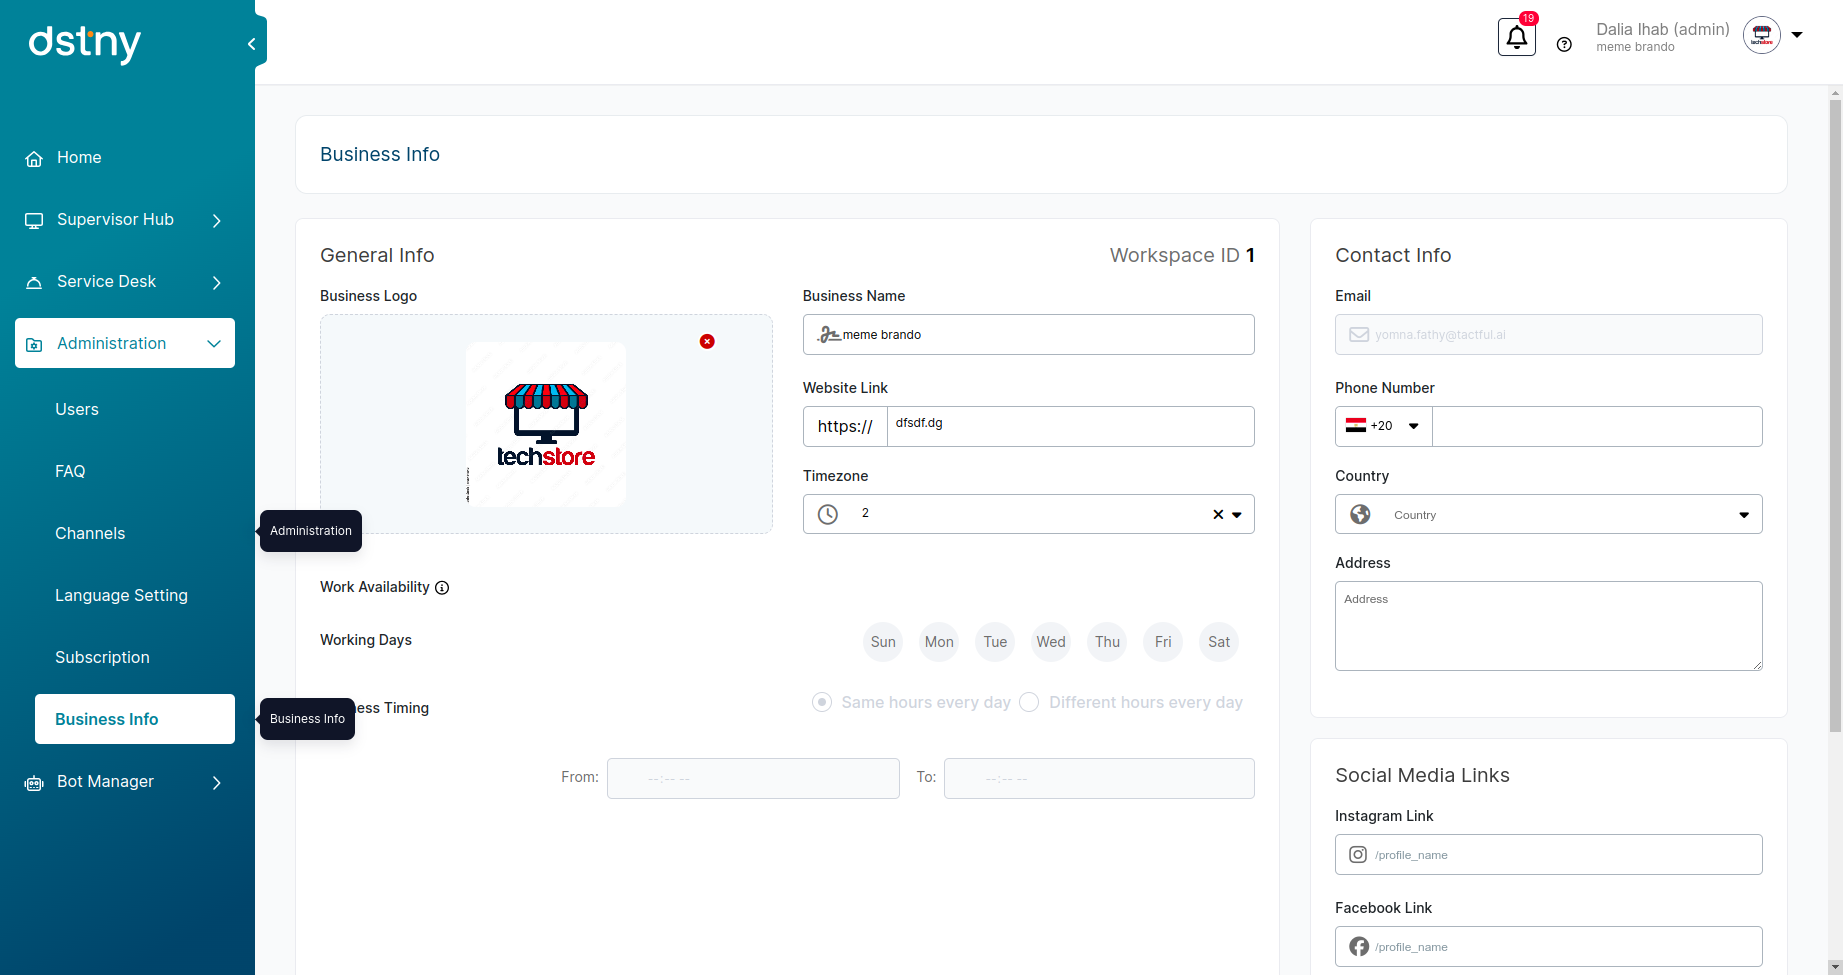 dstny
19
Dalia Ihab (admin)
meme brando
Home
Supervisor Hub
Service Desk
Administration
Users
FAQ
Channels
Language Setting
Subscription
Business Info
Bot Manager
Administration
Business Info
Business Info
General Info
Workspace ID 1
Business Logo
techstore
Business Name
meme brando
Website Link
https://
dfsdf.dg
Timezone
2
Work Availability
Working Days
Sun Mon Tue Wed Thu Fri Sat
ess Timing
Same hours every day
Different hours every day
From: --:-- --
To: --:-- --
Contact Info
Email
yomna.fathy@tactful.ai
Phone Number
+20
Country
Country
Address
Address
Social Media Links
Instagram Link
/profile_name
Facebook Link
/profile_name